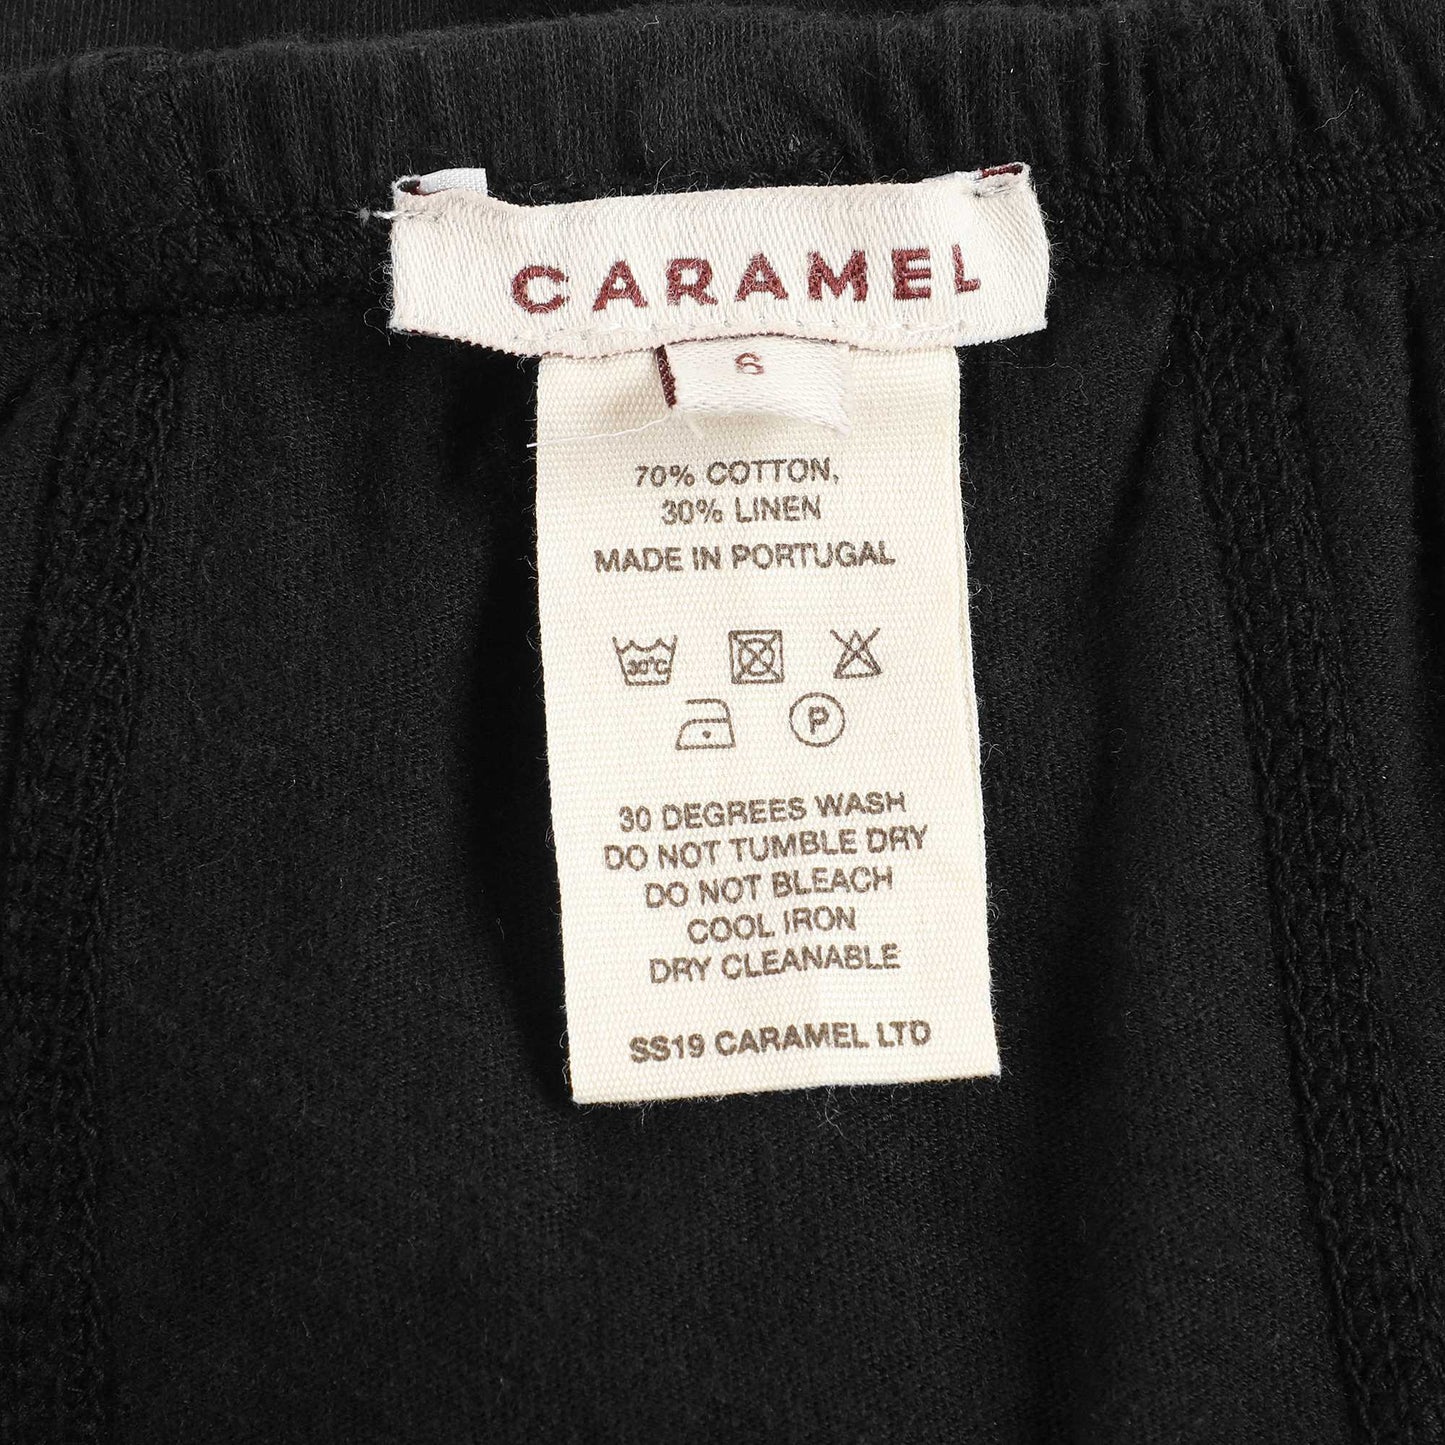 CARAMEL
6
70% COTTON,
30% LINEN
MADE IN PORTUGAL
30°C
P
30 DEGREES WASH
DO NOT TUMBLE DRY
DO NOT BLEACH
COOL IRON
DRY CLEANABLE
SS19 CARAMEL LTD